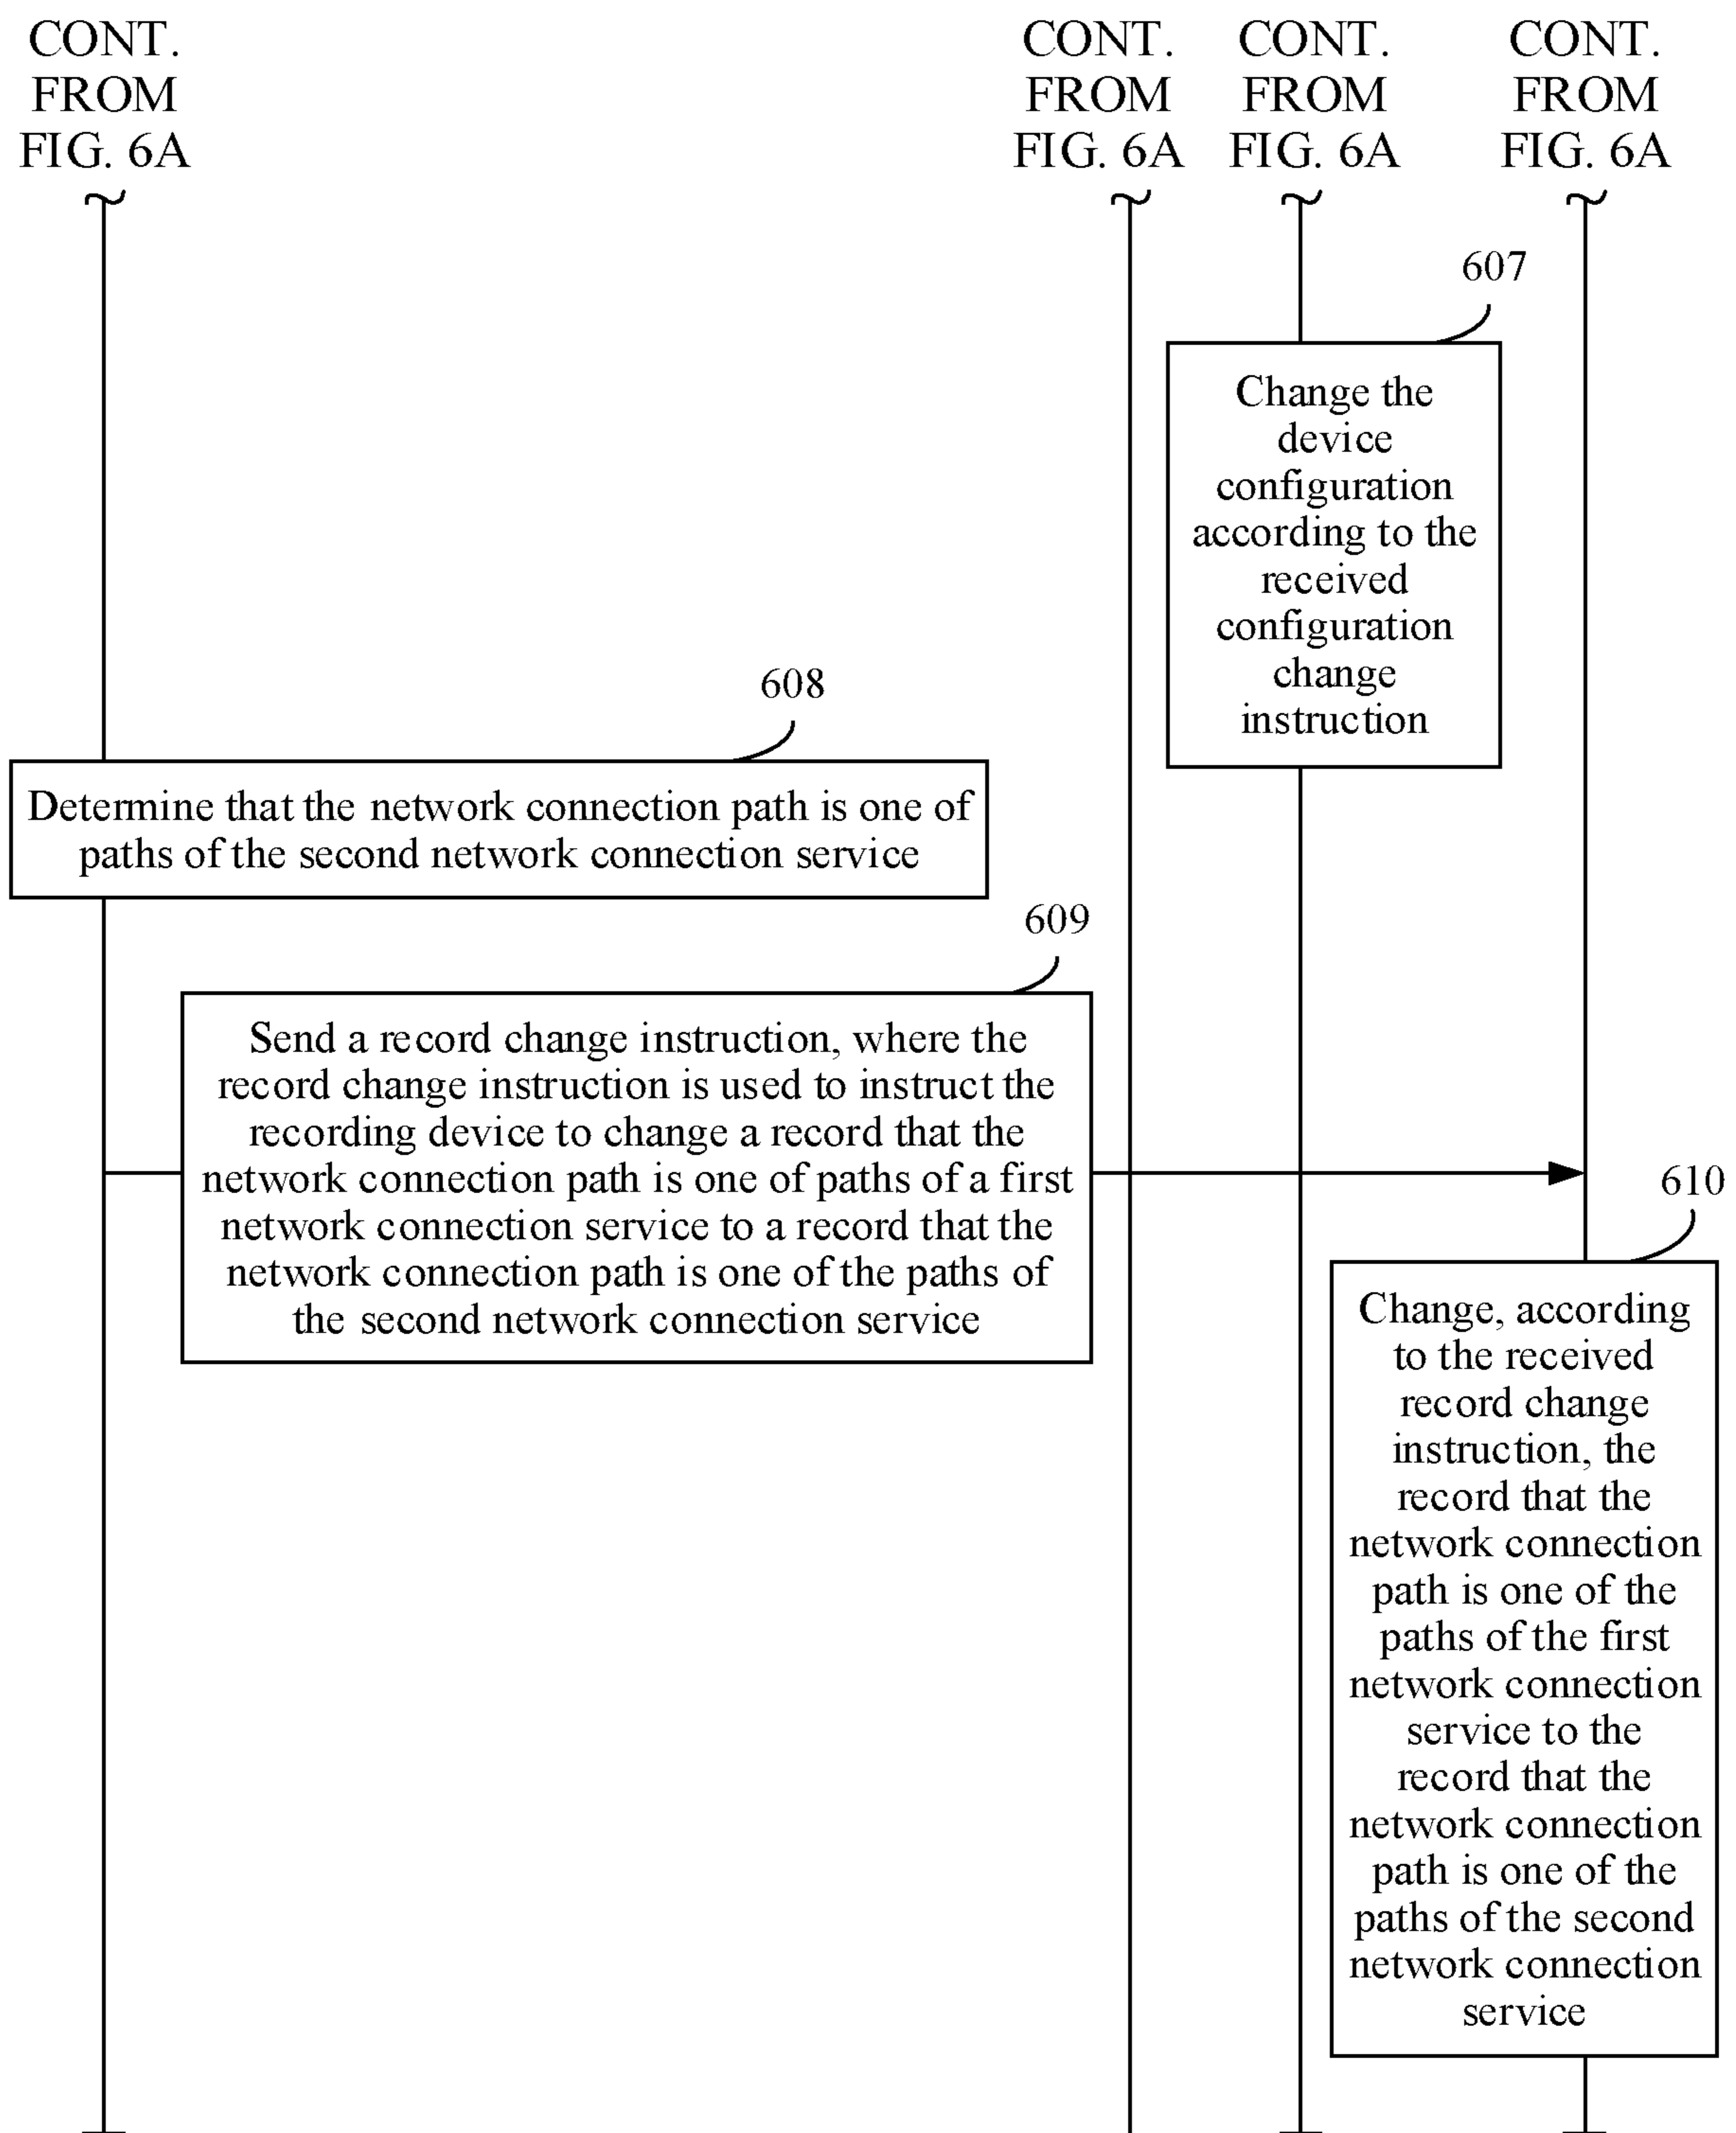 CONT.
FROM
FIG. 6A
CONT.
FROM
FIG. 6A
CONT.
FROM
FIG. 6A
CONT.
FROM
FIG. 6A
607
Change the
device
configuration
according to the
received
configuration
change
instruction
608
Determine that the network connection path is one of
paths of the second network connection service
609
Send a record change instruction, where the
record change instruction is used to instruct the
recording device to change a record that the
network connection path is one of paths of a first
network connection service to a record that the
network connection path is one of the paths of
the second network connection service
610
Change, according
to the received
record change
instruction, the
record that the
network connection
path is one of the
paths of the first
network connection
service to the
record that the
network connection
path is one of the
paths of the second
network connection
service